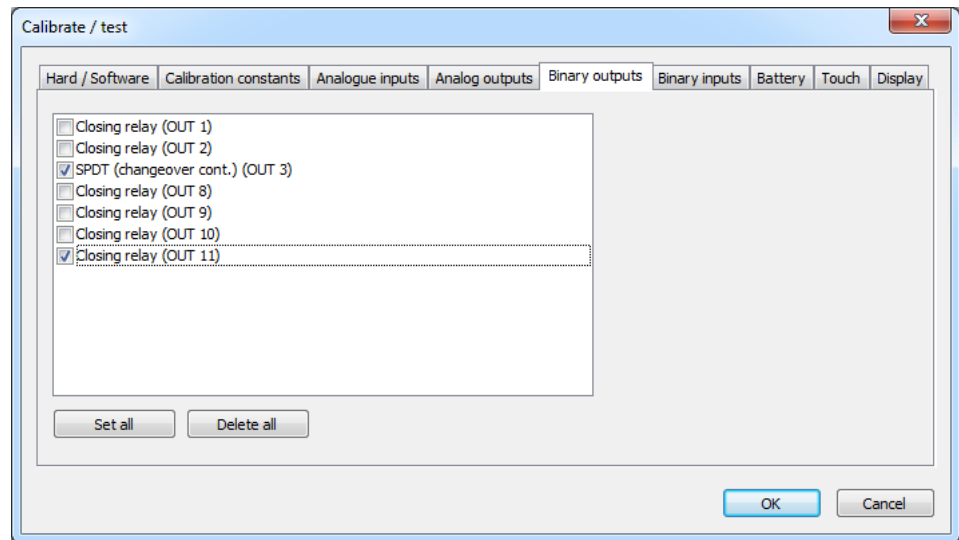 Calibrate / test
Hard / Software Calibration constants Analogue inputs Analog outputs Binary outputs Binary inputs Battery Touch Display
Closing relay (OUT 1)
Closing relay (OUT 2)
SPDT (changeover cont.) (OUT 3)
Closing relay (OUT 8)
Closing relay (OUT 9)
Closing relay (OUT 10)
Closing relay (OUT 11)
Set all Delete all
OK Cancel